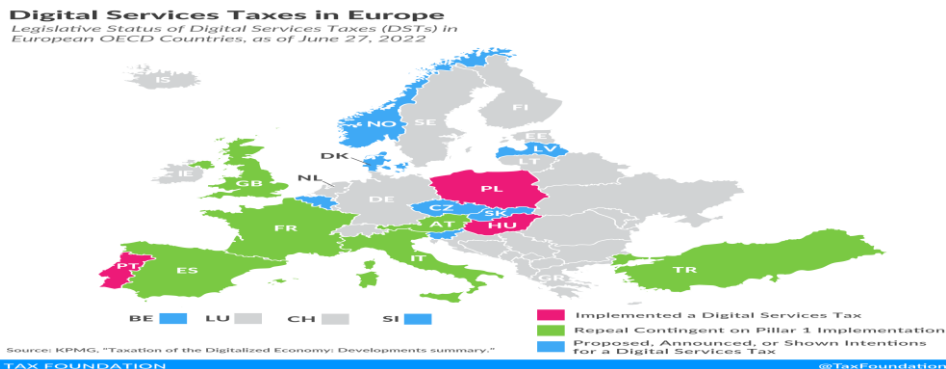 Digital Services Taxes in Europe
Legislative Status of Digital Services Taxes (DSTs) in
European OECD Countries, as of June 27, 2022
IS
NO
SE
FI
EE
DK
LV
LT
IE
GB
NL
DE
PL
CZ
SK
FR
AT
HU
PT
ES
IT
GR
TR
BE
LU
CH
SI
Implemented a Digital Services Tax
Repeal Contingent on Pillar 1 Implementation
Proposed, Announced, or Shown Intentions
for a Digital Services Tax
Source: KPMG, "Taxation of the Digitalized Economy: Developments summary."
TAX FOUNDATION
@TaxFoundation